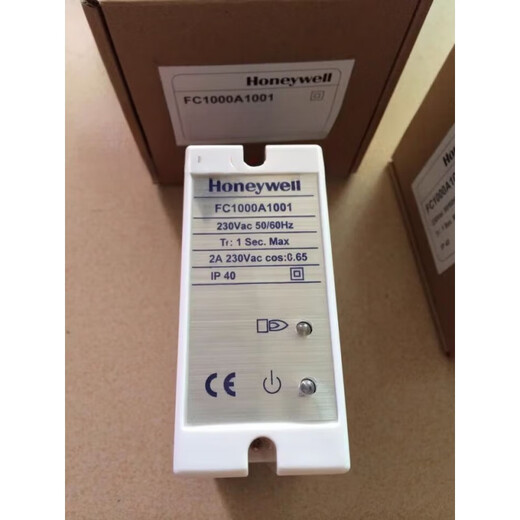 Honeywell
FC1000A1001
Honeywell
FC1000A1001
230Vac 50/60Hz
Tr: 1 Sec. Max
2A 230Vac cos:0.65
IP 40
CE
Honeywell
FC1000A1